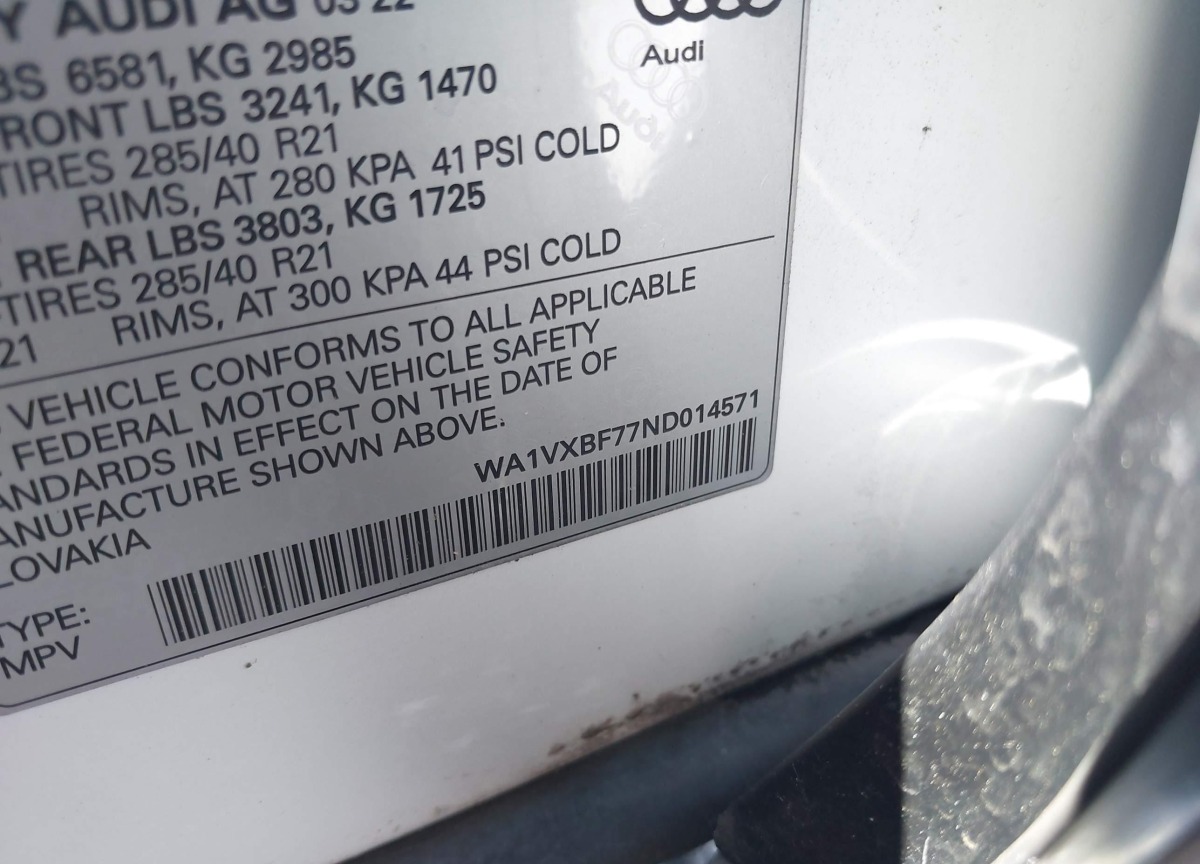 Y AUDI AG 03 22
Audi
BS 6581, KG 2985
RONT LBS 3241, KG 1470
TIRES 285/40 R21
RIMS, AT 280 KPA 41 PSI COLD
REAR LBS 3803, KG 1725
TIRES 285/40 R21
21 RIMS, AT 300 KPA 44 PSI COLD
VEHICLE CONFORMS TO ALL APPLICABLE
FEDERAL MOTOR VEHICLE SAFETY
ANDARDS IN EFFECT ON THE DATE OF
ANUFACTURE SHOWN ABOVE.
WA1VXBF77ND014571
LOVAKIA
TYPE:
MPV